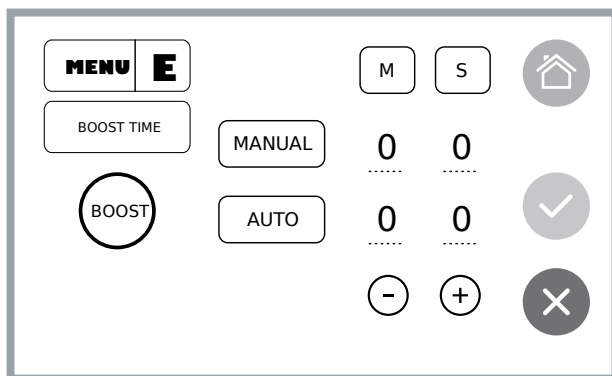 MENU E M S
BOOST TIME
MANUAL 0 0
BOOST
AUTO 0 0
- +